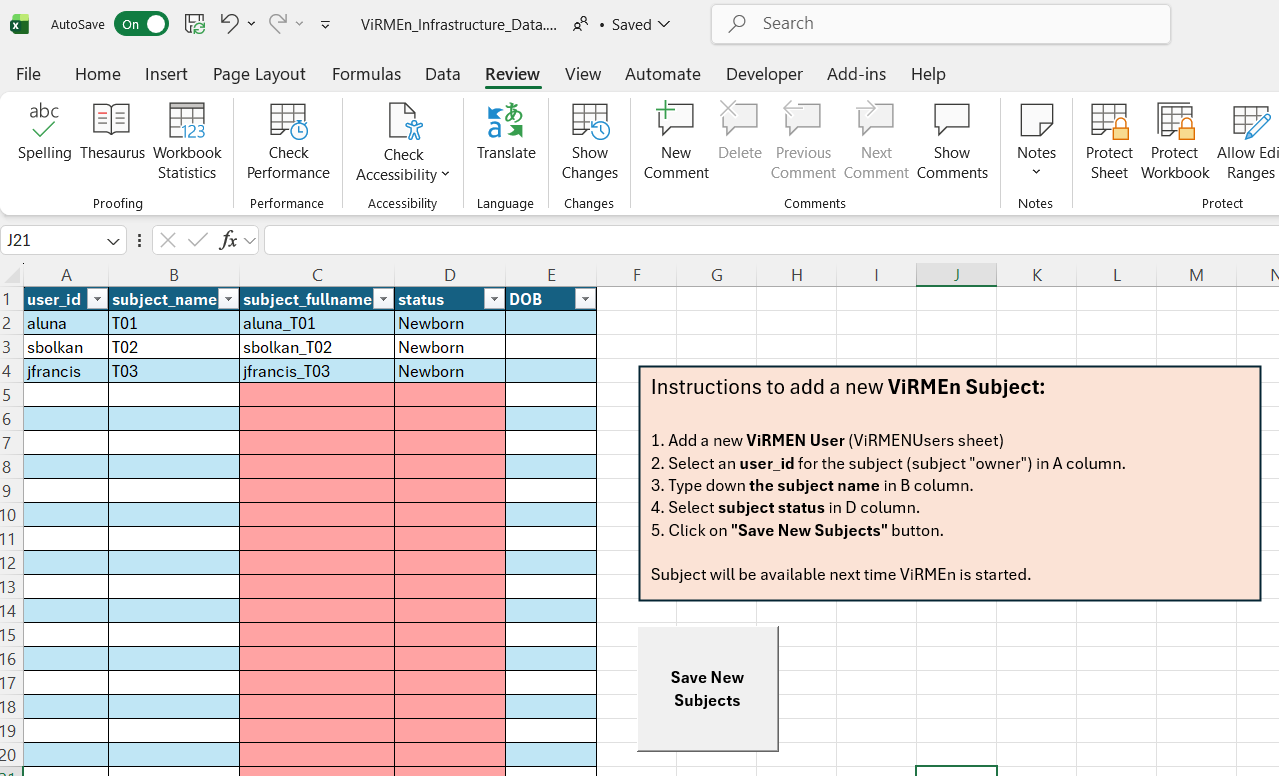 AutoSave On ViRMEn_Infrastructure_Data.... • Saved Search
File Home Insert Page Layout Formulas Data Review View Automate Developer Add-ins Help
abc
123
Spelling Thesaurus Workbook Statistics
Check Performance
Check Accessibility
Translate
Show Changes
New Comment Delete Previous Comment Next Comment Show Comments
Notes
Protect Sheet Protect Workbook Allow Edi Ranges
Proofing Performance Accessibility Language Changes Comments Notes Protect
J21 fx
A B C D E F G H I J K L M N
1 user_id subject_name subject_fullname status DOB
2 aluna T01 aluna_T01 Newborn
3 sbolkan T02 sbolkan_T02 Newborn
4 jfrancis T03 jfrancis_T03 Newborn
5
6
7
8
9
10
11
12
13
14
15
16
17
18
19
20
21
Instructions to add a new ViRMEn Subject:
1. Add a new ViRMEN User (ViRMENUsers sheet)
2. Select an user_id for the subject (subject "owner") in A column.
3. Type down the subject name in B column.
4. Select subject status in D column.
5. Click on "Save New Subjects" button.
Subject will be available next time ViRMEn is started.
Save New
Subjects